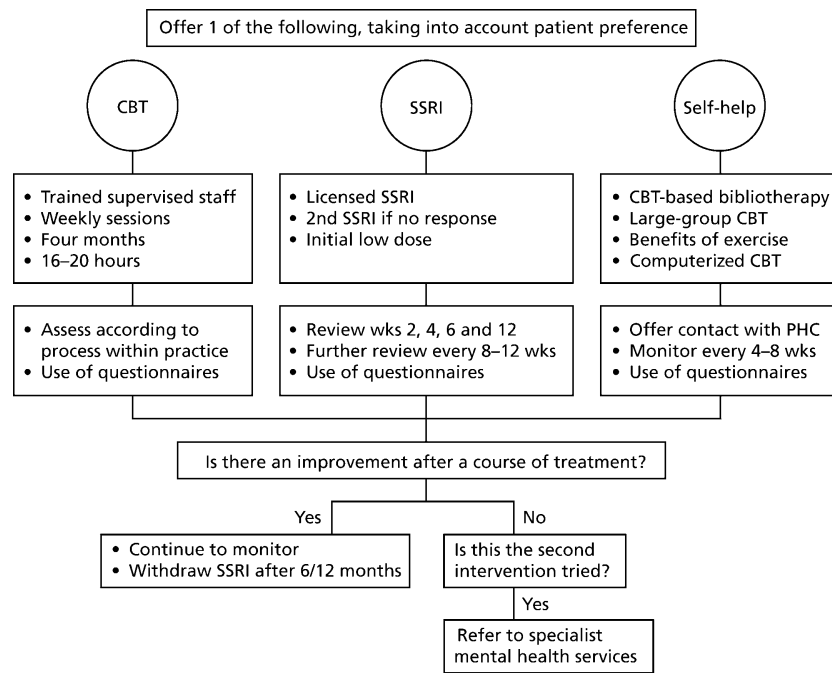 Offer 1 of the following, taking into account patient preference
CBT
SSRI
Self-help
• Trained supervised staff
• Weekly sessions
• Four months
• 16–20 hours
• Licensed SSRI
• 2nd SSRI if no response
• Initial low dose
• CBT-based bibliotherapy
• Large-group CBT
• Benefits of exercise
• Computerized CBT
• Assess according to
process within practice
• Use of questionnaires
• Review wks 2, 4, 6 and 12
• Further review every 8–12 wks
• Use of questionnaires
• Offer contact with PHC
• Monitor every 4–8 wks
• Use of questionnaires
Is there an improvement after a course of treatment?
Yes
No
• Continue to monitor
• Withdraw SSRI after 6/12 months
Is this the second
intervention tried?
Yes
Refer to specialist
mental health services